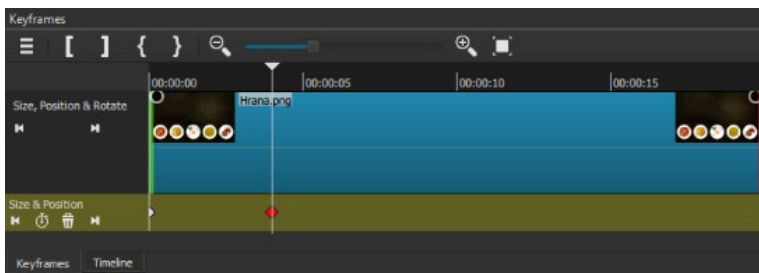 Keyframes
00:00:00 00:00:05 00:00:10 00:00:15
Size, Position & Rotate
Hrana.png
Size & Position
Keyframes Timeline